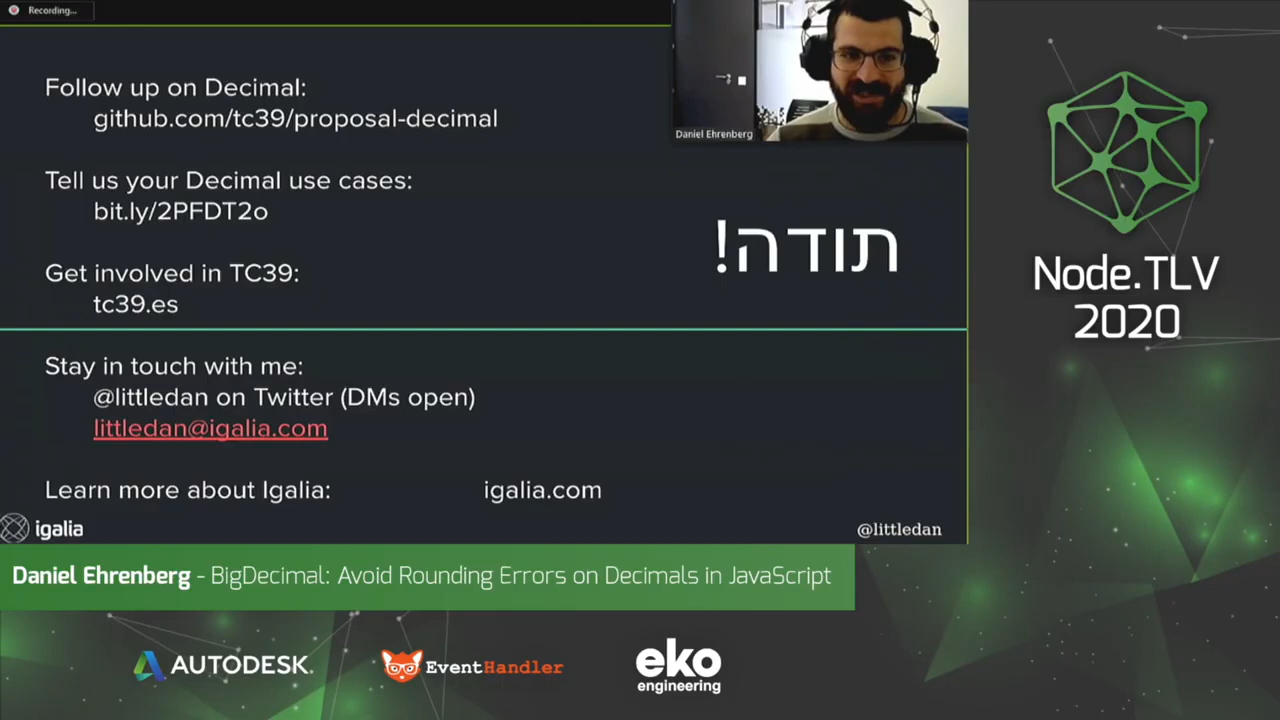 Recording...
Follow up on Decimal:
github.com/tc39/proposal-decimal
Tell us your Decimal use cases:
bit.ly/2PFDT2o
Get involved in TC39:
tc39.es
תודה!
Stay in touch with me:
@littledan on Twitter (DMs open)
littledan@igalia.com
Learn more about Igalia: igalia.com
igalia
@littledan
Daniel Ehrenberg
Node.TLV
2020
Daniel Ehrenberg - BigDecimal: Avoid Rounding Errors on Decimals in JavaScript
AUTODESK.
EventHandler
eko
engineering